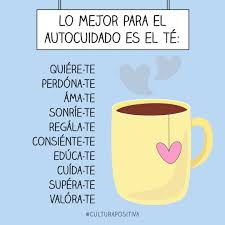 LO MEJOR PARA EL
AUTOCUIDADO ES EL TÉ:
QUIÉRE-TE
PERDÓNA-TE
ÁMA-TE
SONRÍE-TE
REGÁLA-TE
CONSIÉNTE-TE
EDÚCA-TE
CUÍDA-TE
SUPÉRA-TE
VALÓRA-TE
#CULTURAPOSITIVA